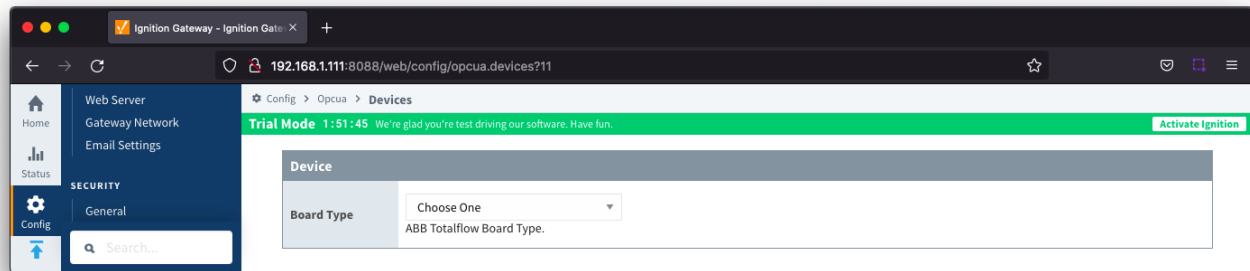 Ignition Gateway - Ignition Gate
192.168.1.111:8088/web/config/opcua.devices?11
Home
Status
Config
Web Server
Gateway Network
Email Settings
SECURITY
General
Search...
Config > Opcua > Devices
Trial Mode 1:51:45 We're glad you're test driving our software. Have fun.
Activate Ignition
Device
Board Type
Choose One
ABB Totalflow Board Type.